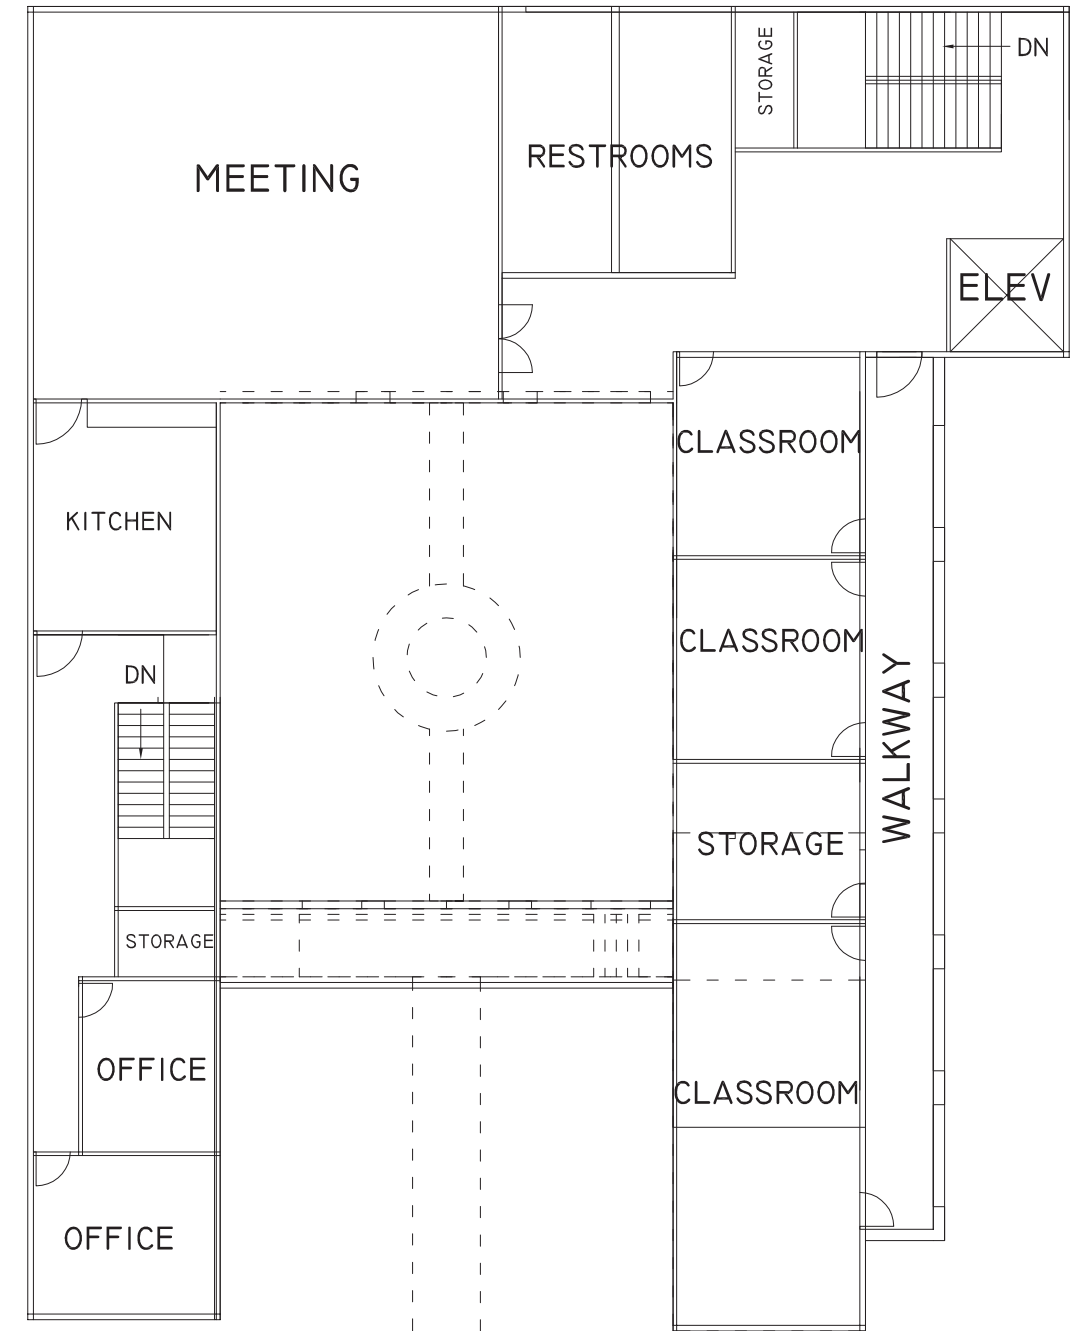 STORAGE
DN
RESTROOMS
MEETING
ELEV
CLASSROOM
KITCHEN
CLASSROOM
DN
WALKWAY
STORAGE
STORAGE
OFFICE
CLASSROOM
OFFICE